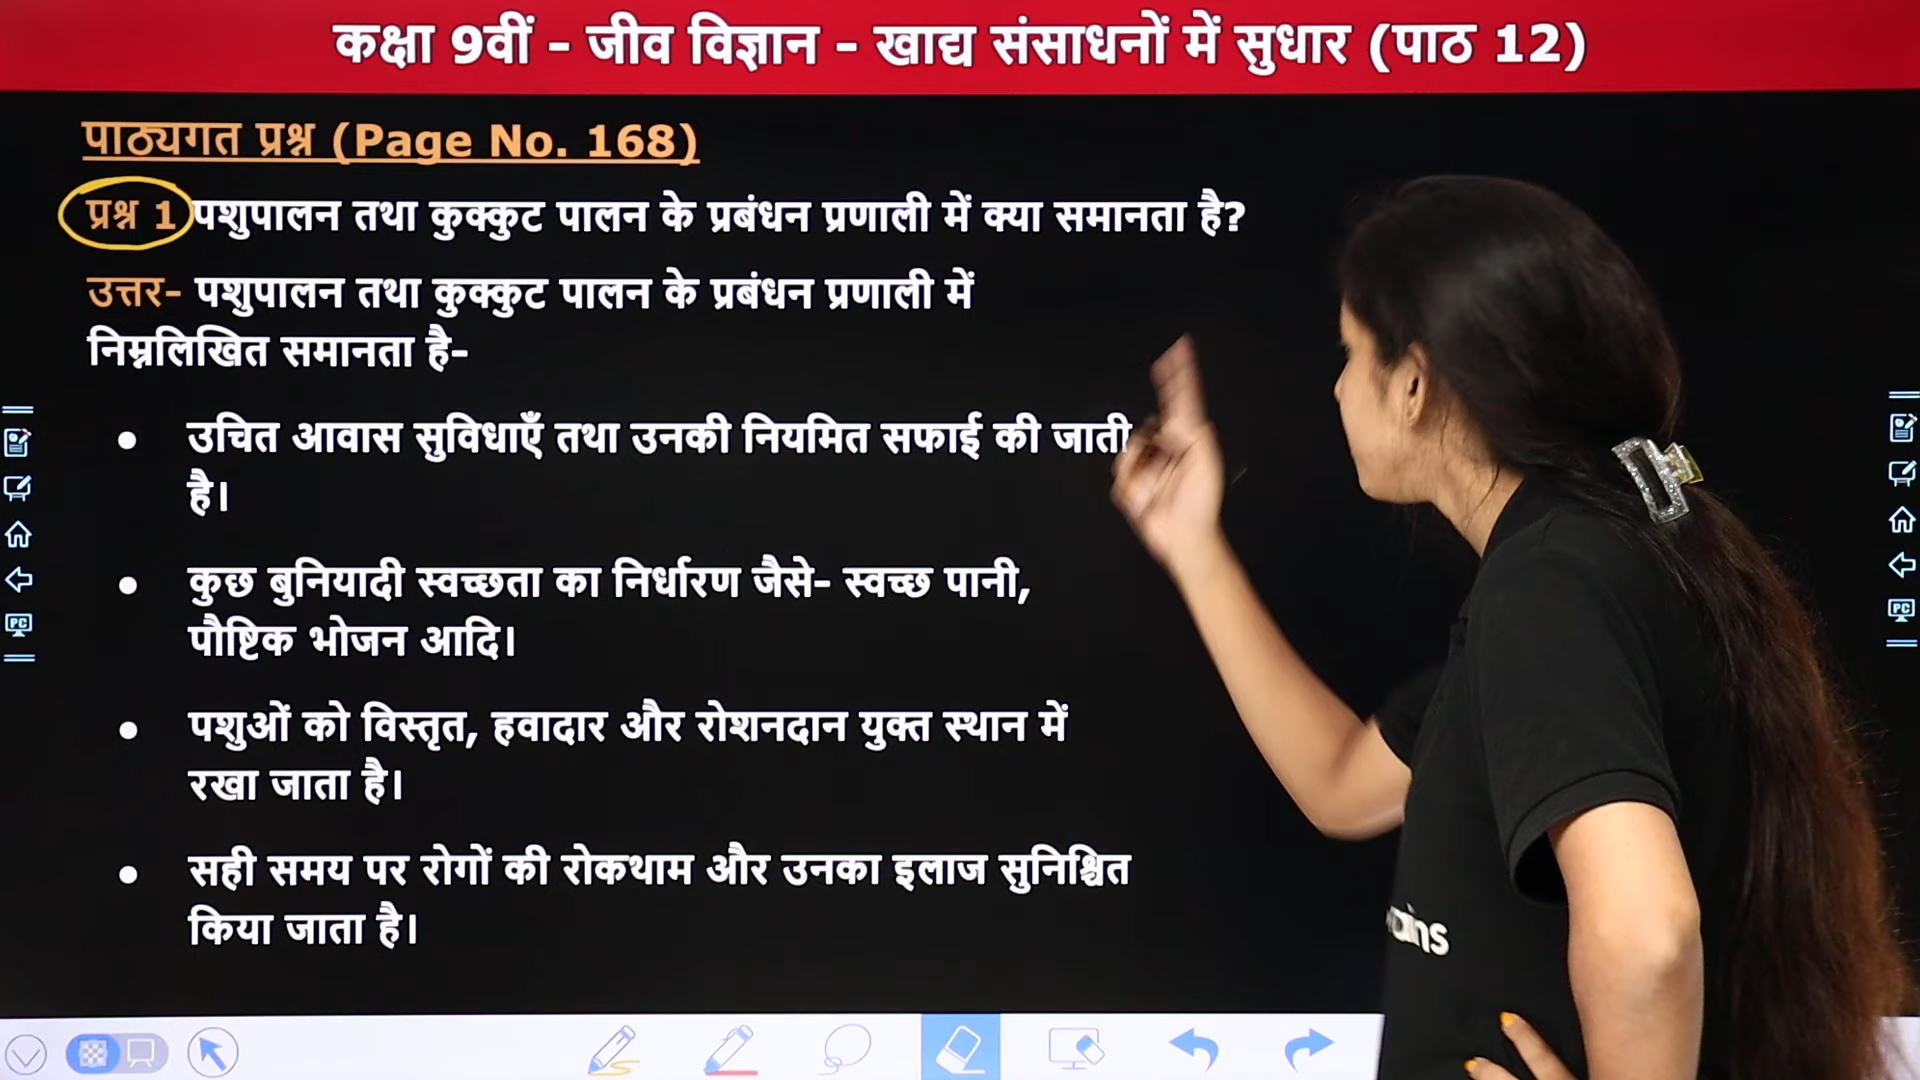 कक्षा 9वीं - जीव विज्ञान - खाद्य संसाधनों में सुधार (पाठ 12)
पाठ्यगत प्रश्न (Page No. 168)
प्रश्न 1 पशुपालन तथा कुक्कुट पालन के प्रबंधन प्रणाली में क्या समानता है?
उत्तर- पशुपालन तथा कुक्कुट पालन के प्रबंधन प्रणाली में
निम्नलिखित समानता है-
● उचित आवास सुविधाएँ तथा उनकी नियमित सफाई की जाती
है।
● कुछ बुनियादी स्वच्छता का निर्धारण जैसे- स्वच्छ पानी,
पौष्टिक भोजन आदि।
● पशुओं को विस्तृत, हवादार और रोशनदान युक्त स्थान में
रखा जाता है।
● सही समय पर रोगों की रोकथाम और उनका इलाज सुनिश्चित
किया जाता है।
PC
PC